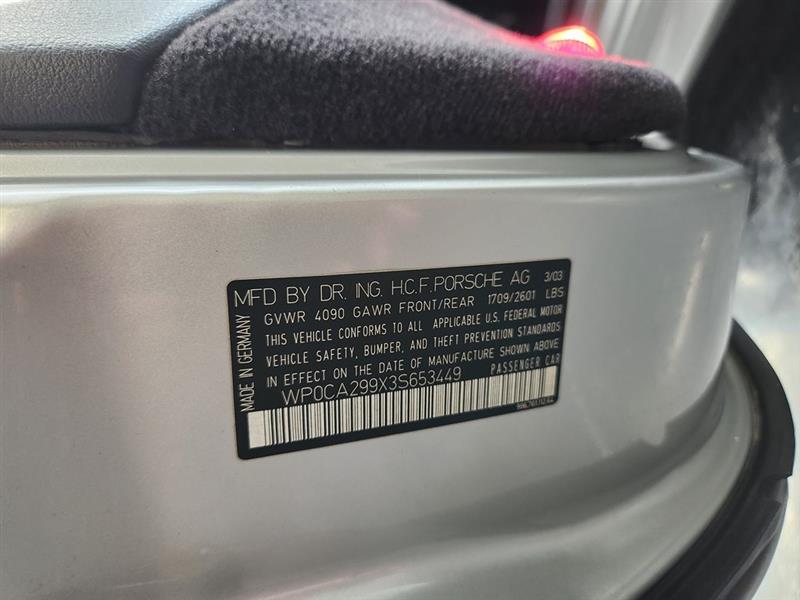 MFD BY DR. ING. H.C.F. PORSCHE AG 3/03
GVWR 4090 GAWR FRONT/REAR 1709/2601 LBS
THIS VEHICLE CONFORMS TO ALL APPLICABLE U.S. FEDERAL MOTOR
VEHICLE SAFETY, BUMPER, AND THEFT PREVENTION STANDARDS
IN EFFECT ON THE DATE OF MANUFACTURE SHOWN ABOVE
WP0CA299X3S653449 PASSENGER CAR
MADE IN GERMANY